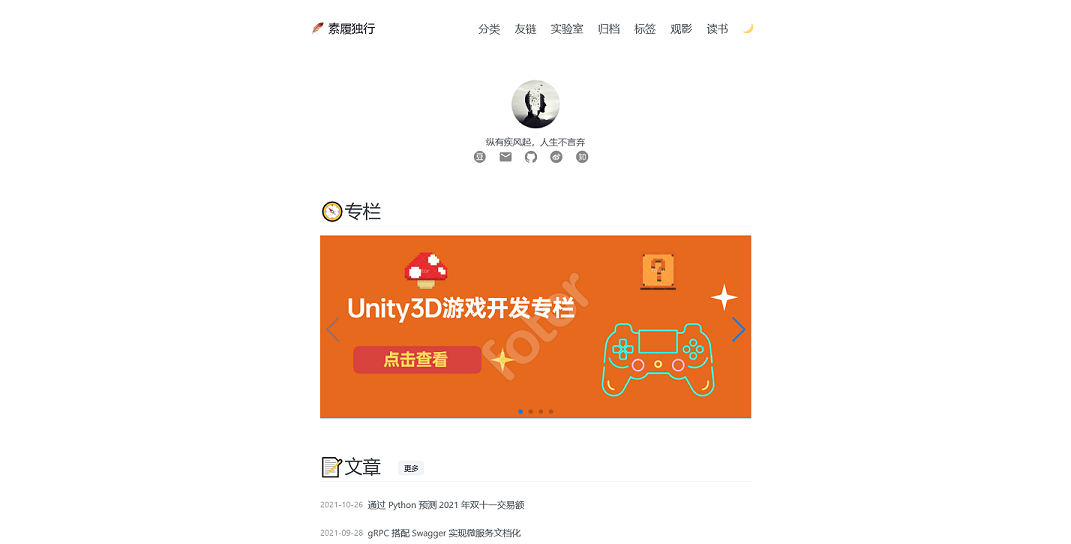 素履独行
分类 友链 实验室 归档 标签 观影 读书
纵有疾风起，人生不言弃
豆 知
专栏
Unity3D游戏开发专栏
点击查看
fotor
文章 更多
2021-10-26 通过 Python 预测 2021 年双十一交易额
2021-09-28 gRPC 搭配 Swagger 实现微服务文档化